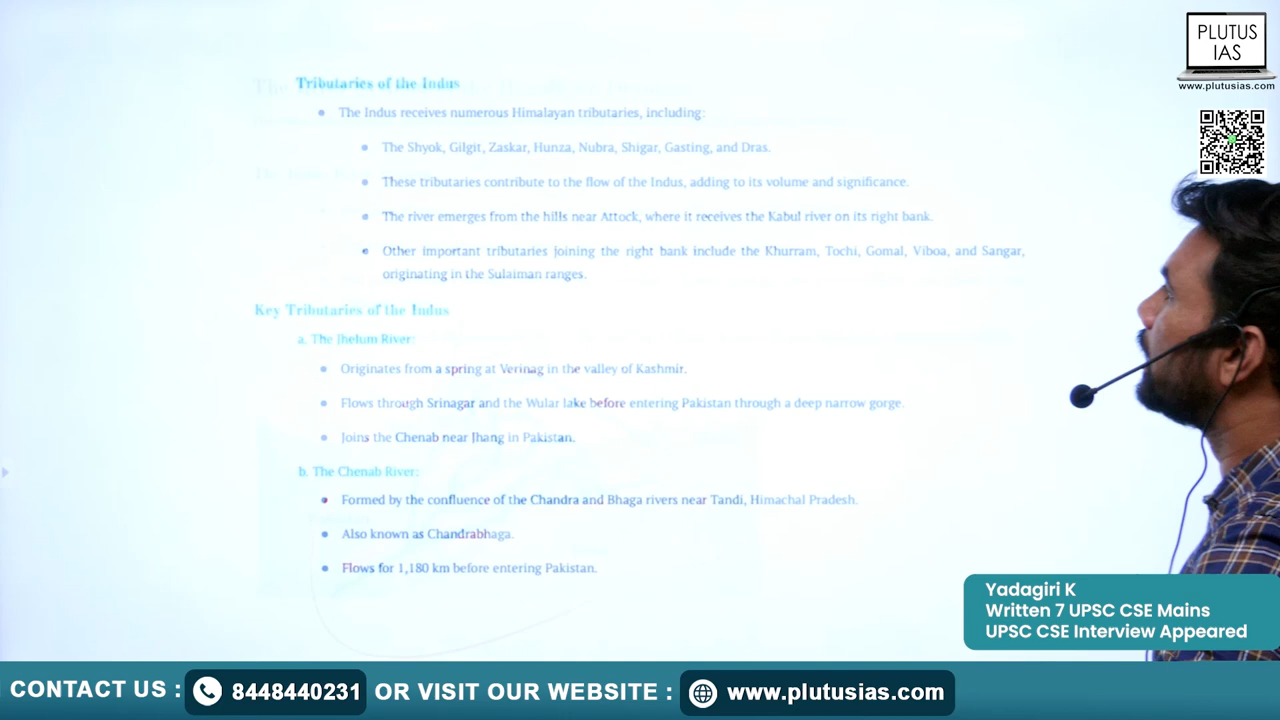 PLUTUS
IAS
www.plutusias.com
Tributaries of the Indus
The Indus receives numerous Himalayan tributaries, including:
The Shyok, Gilgit, Zaskar, Hunza, Nubra, Shigar, Gasting, and Dras.
These tributaries contribute to the flow of the Indus, adding to its volume and significance.
The river emerges from the hills near Attock, where it receives the Kabul river on its right bank.
Other important tributaries joining the right bank include the Khurram, Tochi, Gomal, Viboa, and Sangar,
originating in the Sulaiman ranges.
Key Tributaries of the Indus
a. The Jhelum River:
Originates from a spring at Verinag in the valley of Kashmir.
Flows through Srinagar and the Wular lake before entering Pakistan through a deep narrow gorge.
Joins the Chenab near Jhang in Pakistan.
b. The Chenab River:
Formed by the confluence of the Chandra and Bhaga rivers near Tandi, Himachal Pradesh.
Also known as Chandrabhaga.
Flows for 1,180 km before entering Pakistan.
Yadagiri K
Written 7 UPSC CSE Mains
UPSC CSE Interview Appeared
CONTACT US : 8448440231 OR VISIT OUR WEBSITE : www.plutusias.com